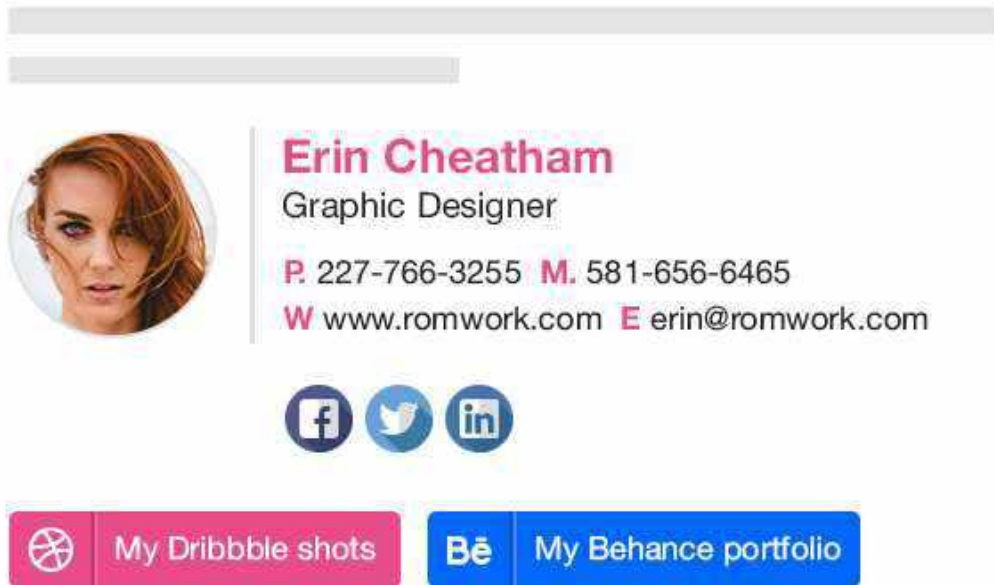 Erin Cheatham
Graphic Designer
P. 227-766-3255 M. 581-656-6465
W www.romwork.com E erin@romwork.com
f in
My Dribbble shots Bē My Behance portfolio